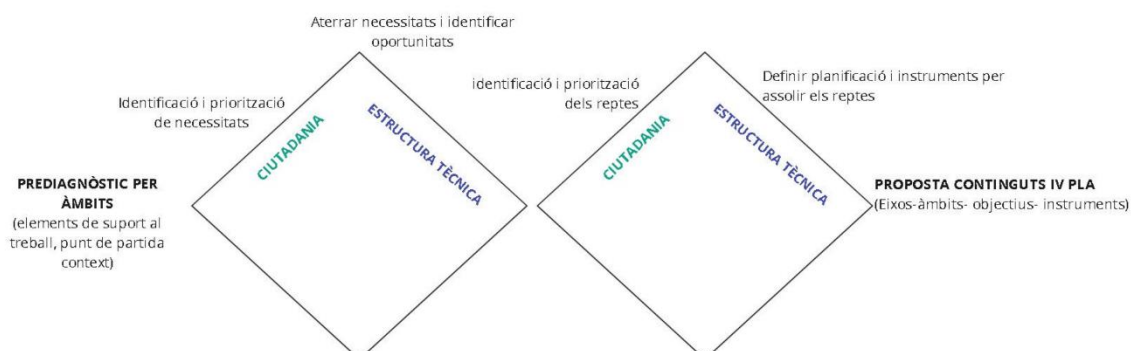 Aterrar necessitats i identificar
oportunitats
Identificació i priorització
de necessitats
CIUTADANIA
ESTRUCTURA TÈCNICA
identificació i priorització
dels reptes
Definir planificació i instruments per
assolir els reptes
CIUTADANIA
ESTRUCTURA TÈCNICA
PREDIAGNÒSTIC PER
ÀMBITS
(elements de suport al
treball, punt de partida
context)
PROPOSTA CONTINGUTS IV PLA
(Eixos-àmbits- objectius- instruments)